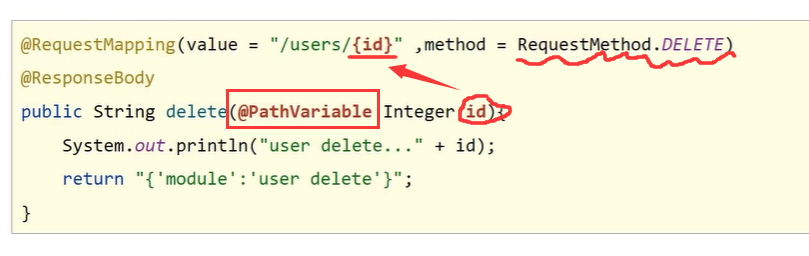 @RequestMapping(value = "/users/{id}" ,method = RequestMethod.DELETE)
@ResponseBody
public String delete(@PathVariable Integer id){
System.out.println("user delete..." + id);
return "{'module':'user delete'}";
}